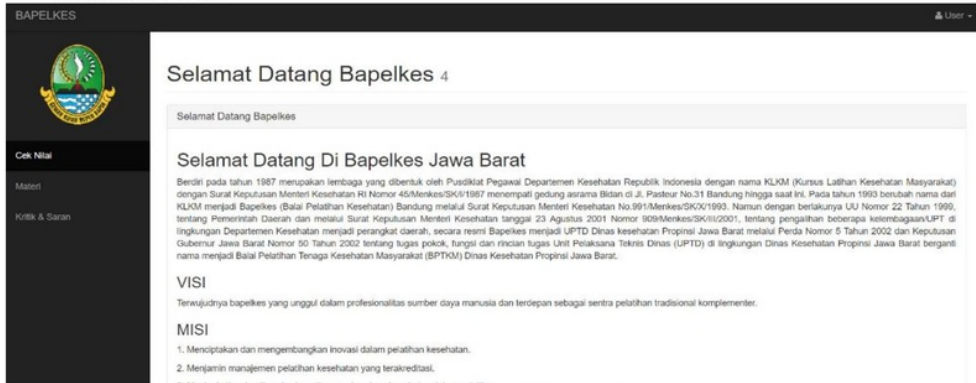 BAPELKES
User
Selamat Datang Bapelkes 4
Selamat Datang Bapelkes
Cek Nilai
Materi
Kritik & Saran
Selamat Datang Di Bapelkes Jawa Barat
Berdiri pada tahun 1987 merupakan lembaga yang dibentuk oleh Pusdiklat Pegawai Departemen Kesehatan Republik Indonesia dengan nama KLKM (Kursus Latihan Kesehatan Masyarakat)
dengan Surat Keputusan Menteri Kesehatan RI Nomor 45/Menkes/SK/I/1987 menempati gedung asrama Bidan di Jl. Pasteur No.31 Bandung hingga saat ini. Pada tahun 1993 berubah nama dari
KLKM menjadi Bapelkes (Balai Pelatihan Kesehatan) Bandung melalui Surat Keputusan Menteri Kesehatan No.991/Menkes/SK/X/1993. Namun dengan berlakunya UU Nomor 22 Tahun 1999,
tentang Pemerintah Daerah dan melalui Surat Keputusan Menteri Kesehatan tanggal 23 Agustus 2001 Nomor 909/Menkes/SK/III/2001, tentang pengalihan beberapa kelembagaan/UPT di
lingkungan Departemen Kesehatan menjadi perangkat daerah, secara resmi Bapelkes menjadi UPTD Dinas kesehatan Propinsi Jawa Barat melalui Perda Nomor 5 Tahun 2002 dan Keputusan
Gubernur Jawa Barat Nomor 50 Tahun 2002 tentang tugas pokok, fungsi dan rincian tugas Unit Pelaksana Teknis Dinas (UPTD) di lingkungan Dinas Kesehatan Propinsi Jawa Barat berganti
nama menjadi Balai Pelatihan Tenaga Kesehatan Masyarakat (BPTKM) Dinas Kesehatan Propinsi Jawa Barat.
VISI
Terwujudnya bapelkes yang unggul dalam profesionalitas sumber daya manusia dan terdepan sebagai sentra pelatihan tradisional komplementer.
MISI
1. Menciptakan dan mengembangkan inovasi dalam pelatihan kesehatan.
2. Menjamin manajemen pelatihan kesehatan yang terakreditasi.